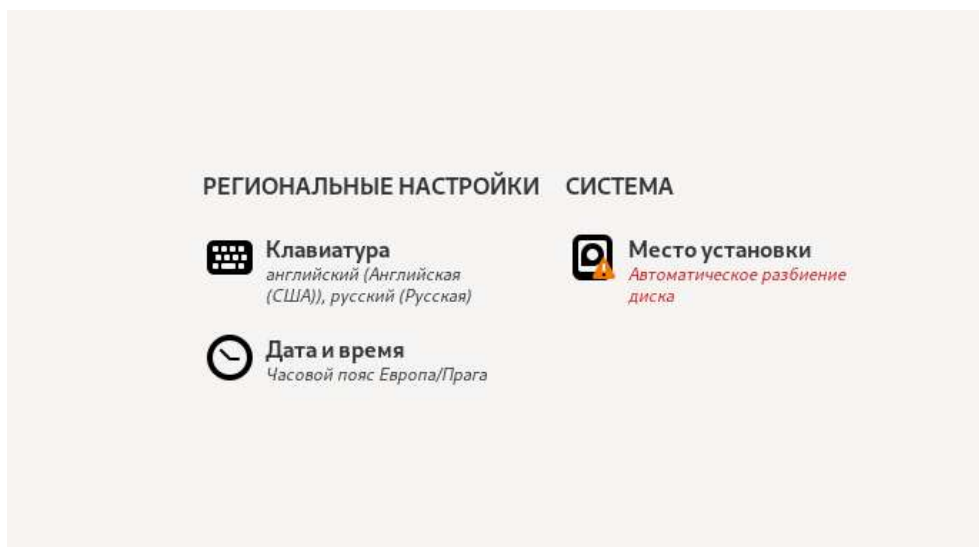 РЕГИОНАЛЬНЫЕ НАСТРОЙКИ
Клавиатура
английский (Английская
(США)), русский (Русская)
Дата и время
Часовой пояс Европа/Прага
СИСТЕМА
Место установки
Автоматическое разбиение
диска